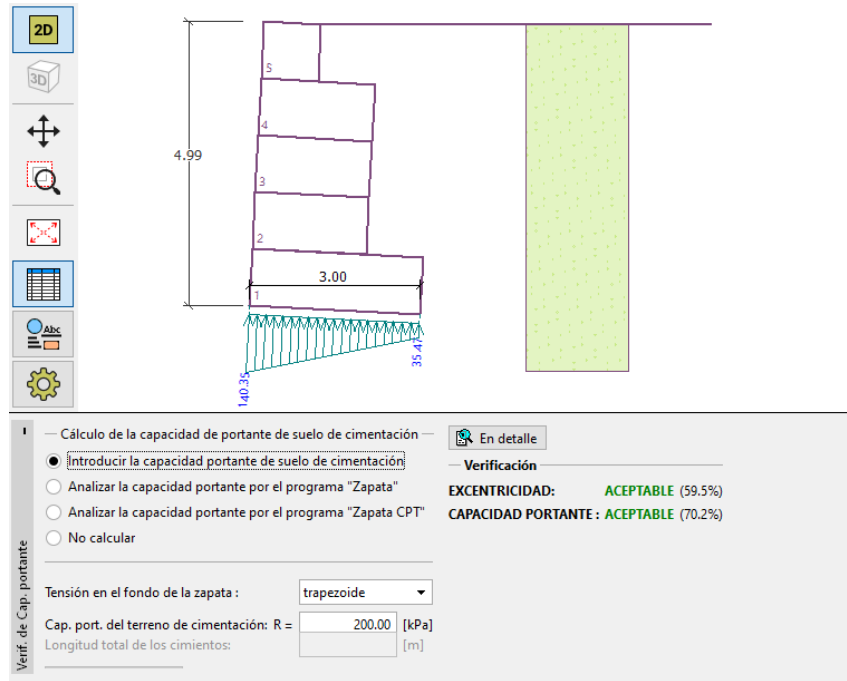 2D
3D
Abc
4.99
5
4
3
2
1
3.00
140.35
35.47
Verif. de Cap. portante
Cálculo de la capacidad de portante de suelo de cimentación
Introducir la capacidad portante de suelo de cimentación
Analizar la capacidad portante por el programa "Zapata"
Analizar la capacidad portante por el programa "Zapata CPT"
No calcular
Tensión en el fondo de la zapata :
trapezoide
Cap. port. del terreno de cimentación: R =
200.00
[kPa]
Longitud total de los cimientos:
[m]
En detalle
Verificación
EXCENTRICIDAD: ACEPTABLE (59.5%)
CAPACIDAD PORTANTE : ACEPTABLE (70.2%)